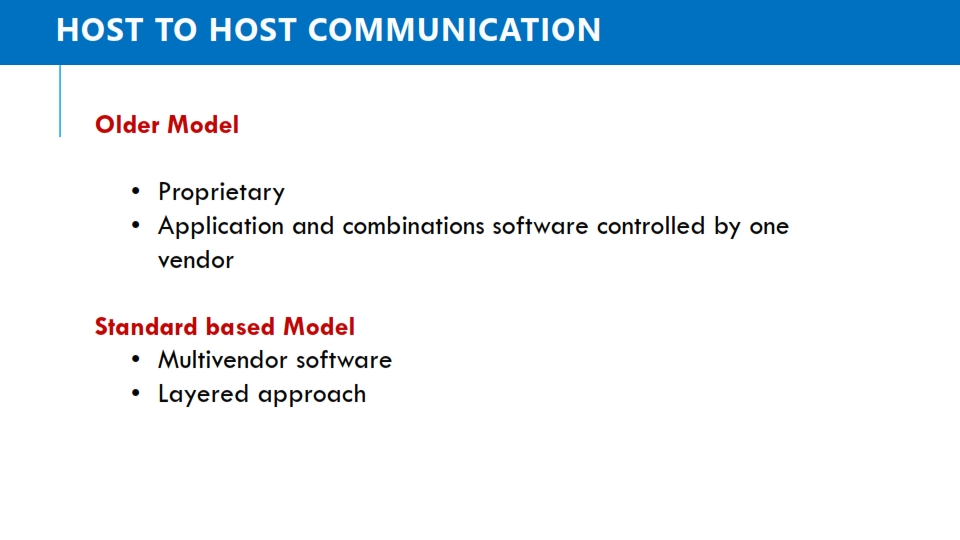 HOST TO HOST COMMUNICATION
Older Model
• Proprietary
• Application and combinations software controlled by one
vendor
Standard based Model
• Multivendor software
• Layered approach